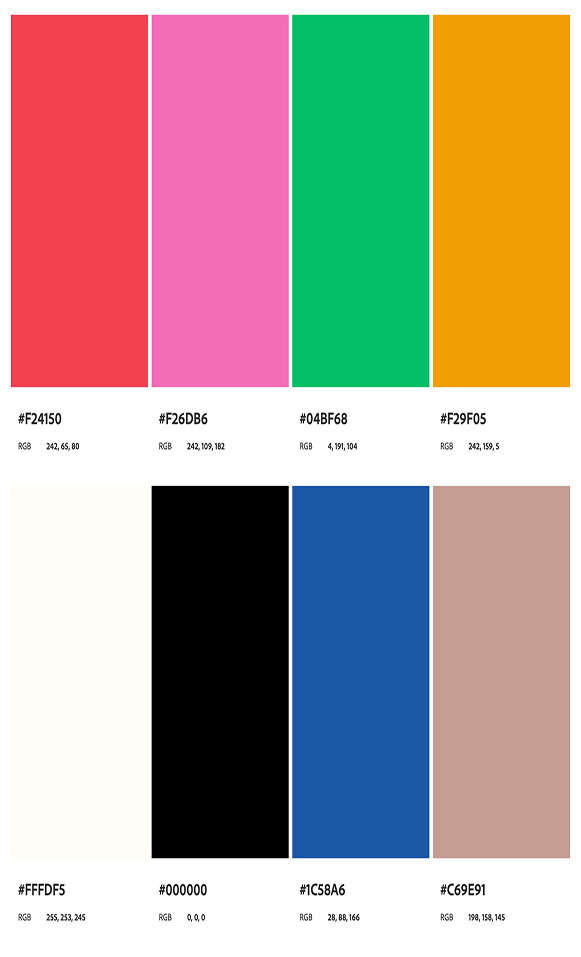 #F24150 #F26DB6 #04BF68 #F29F05
RGB 242, 65, 80 RGB 242, 109, 182 RGB 4, 191, 104 RGB 242, 159, 5
#FFFDF5 #000000 #1C58A6 #C69E91
RGB 255, 253, 245 RGB 0, 0, 0 RGB 28, 88, 166 RGB 198, 158, 145